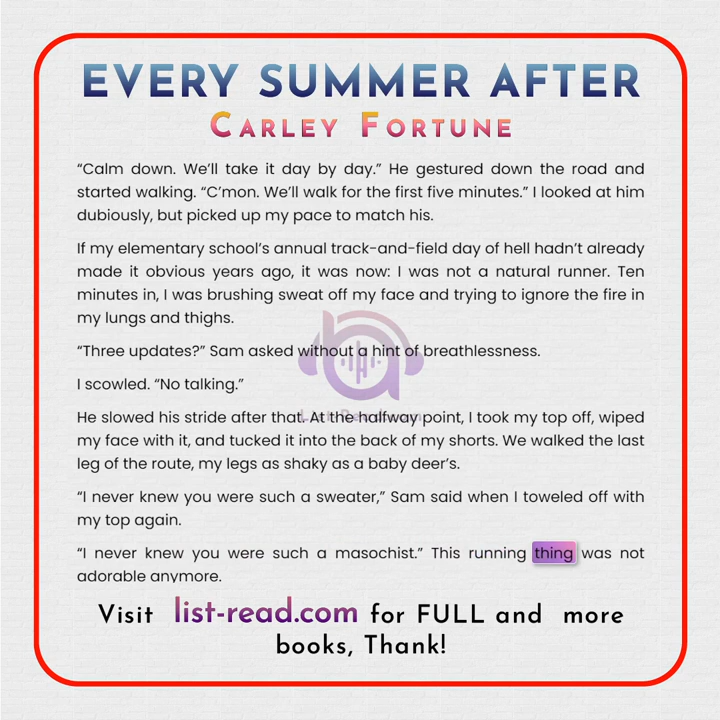 EVERY SUMMER AFTER
CARLEY FORTUNE
“Calm down. We’ll take it day by day.” He gestured down the road and
started walking. “C’mon. We’ll walk for the first five minutes.” I looked at him
dubiously, but picked up my pace to match his.
If my elementary school’s annual track-and-field day of hell hadn’t already
made it obvious years ago, it was now: I was not a natural runner. Ten
minutes in, I was brushing sweat off my face and trying to ignore the fire in
my lungs and thighs.
“Three updates?” Sam asked without a hint of breathlessness.
I scowled. “No talking.”
He slowed his stride after that. At the halfway point, I took my top off, wiped
my face with it, and tucked it into the back of my shorts. We walked the last
leg of the route, my legs as shaky as a baby deer’s.
“I never knew you were such a sweater,” Sam said when I toweled off with
my top again.
“I never knew you were such a masochist.” This running thing was not
adorable anymore.
Visit list-read.com for FULL and more
books, Thank!